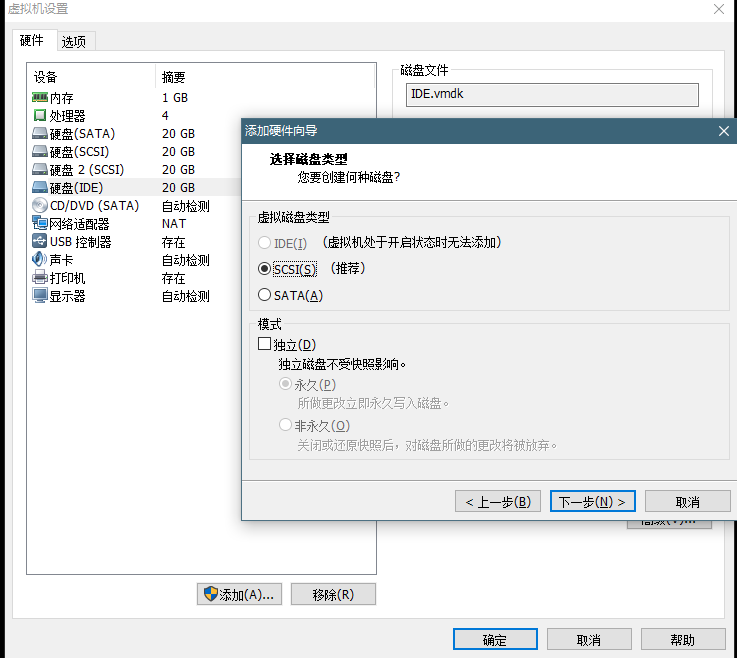 虚拟机设置
硬件 选项
设备 摘要
内存 1 GB
处理器 4
硬盘(SATA) 20 GB
硬盘(SCSI) 20 GB
硬盘 2 (SCSI) 20 GB
硬盘(IDE) 20 GB
CD/DVD (SATA) 自动检测
网络适配器 NAT
USB 控制器 存在
声卡 自动检测
打印机 存在
显示器 自动检测
磁盘文件
IDE.vmdk
添加硬件向导
选择磁盘类型
您要创建何种磁盘?
虚拟磁盘类型
IDE(I) (虚拟机处于开启状态时无法添加)
SCSI(S) (推荐)
SATA(A)
模式
独立(D)
独立磁盘不受快照影响。
永久(P)
所做更改立即永久写入磁盘。
非永久(O)
关闭或还原快照后，对磁盘所做的更改将被放弃。
< 上一步(B) 下一步(N) > 取消
添加(A)... 移除(R)
确定 取消 帮助